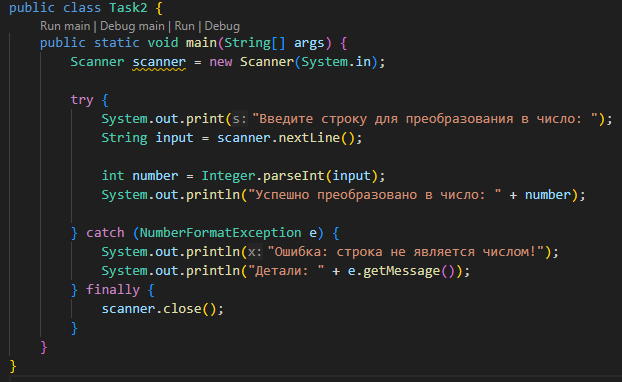 public class Task2 {
Run main | Debug main | Run | Debug
public static void main(String[] args) {
Scanner scanner = new Scanner(System.in);
try {
System.out.print(s:"Введите строку для преобразования в число: ");
String input = scanner.nextLine();
int number = Integer.parseInt(input);
System.out.println("Успешно преобразовано в число: " + number);
} catch (NumberFormatException e) {
System.out.println(x:"Ошибка: строка не является числом!");
System.out.println("Детали: " + e.getMessage());
} finally {
scanner.close();
}
}
}